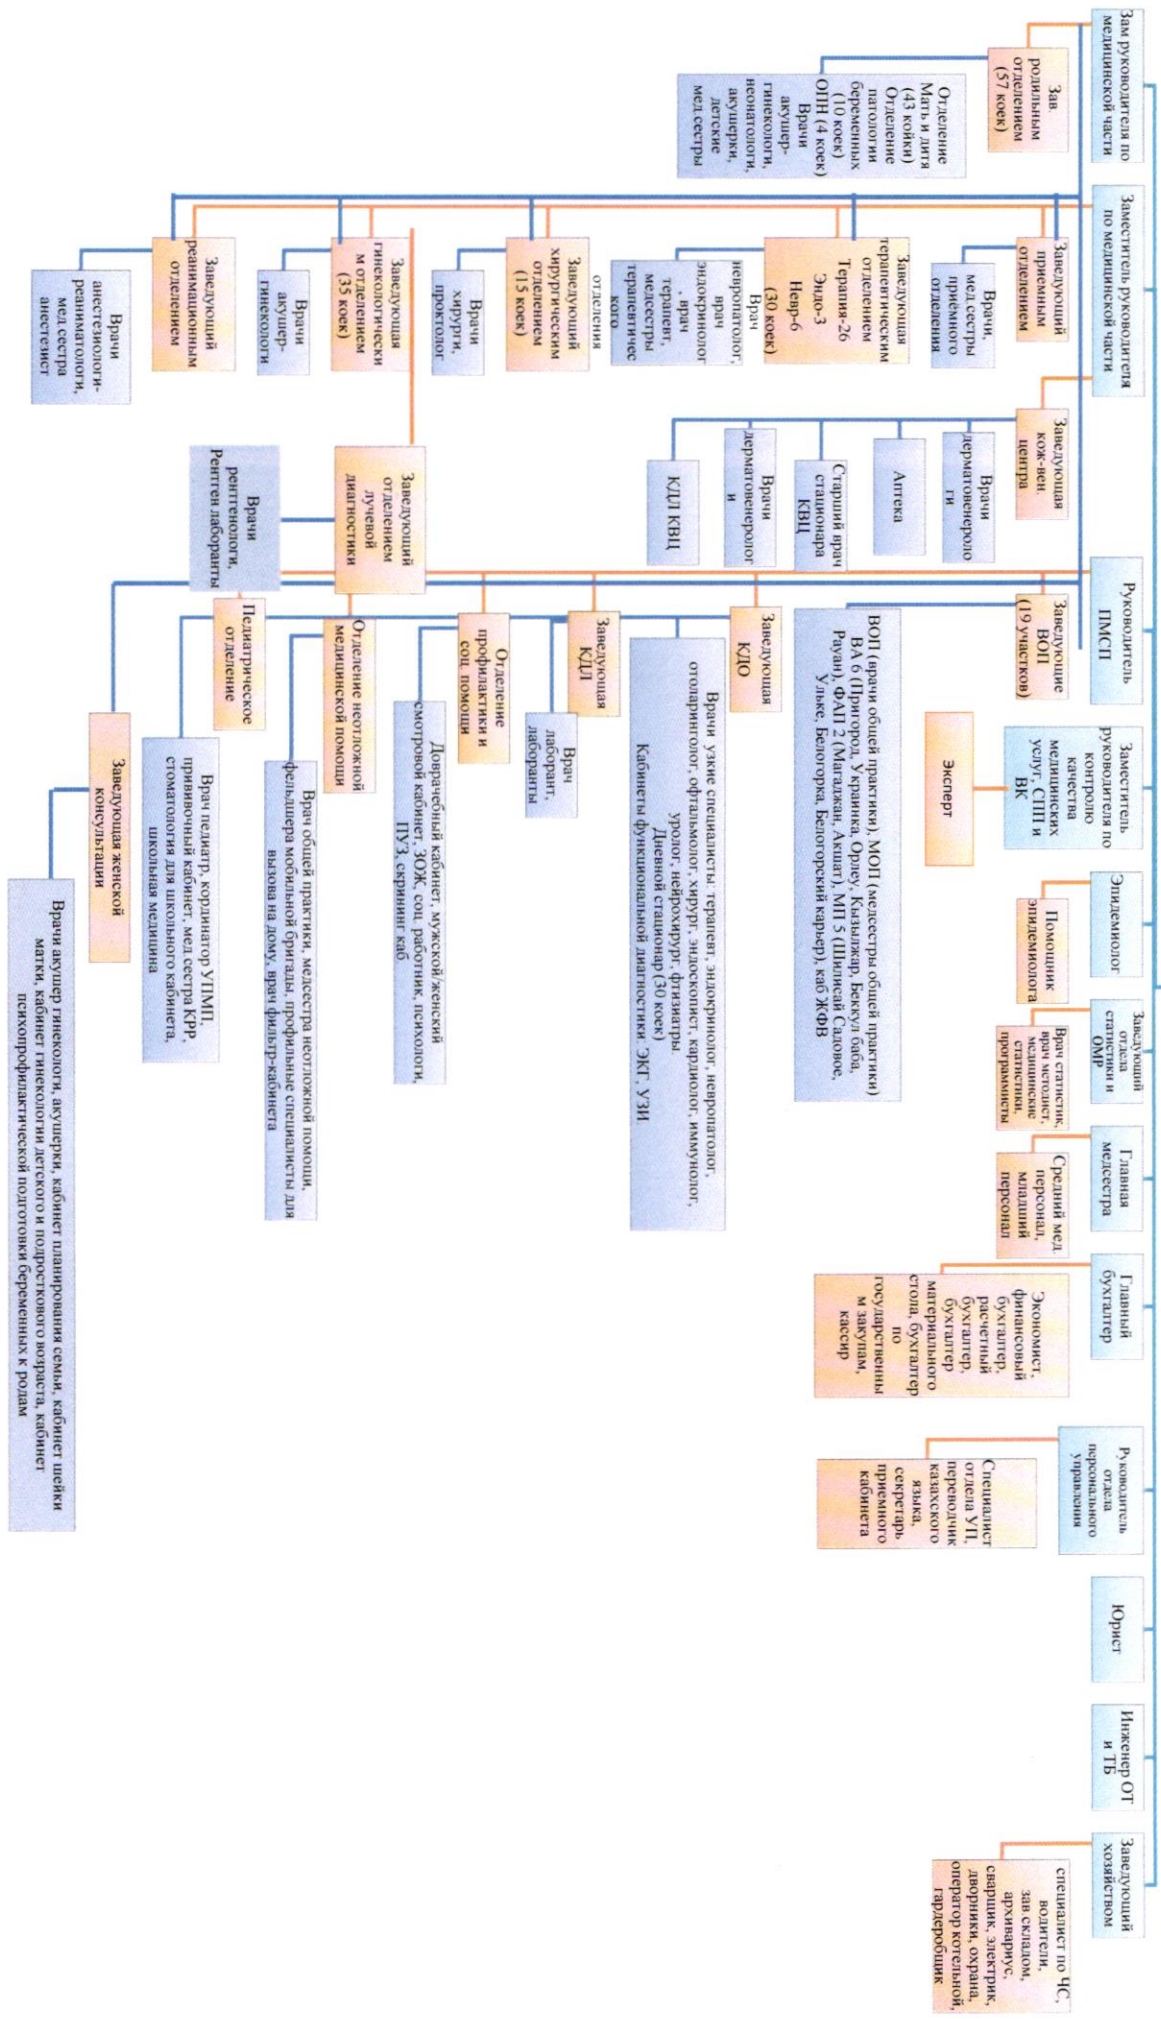 Зам руководителя по
медицинской части
Зав.
родильным
отделением
(57 коек)
Отделение
Мать и дитя
(43 койки)
Отделение
патологии
беременных
(10 коек)
ОПН (4 коек)
Врачи
акушер-
гинекологи,
неонатологи,
акушерки,
детские
мед.сестры
Заместитель руководителя
по медицинской части
Заведующий
приемным
отделением
Врачи,
мед.сестры
приёмного
отделения
Заведующая
терапевтическим
отделением
Терапия-26
Эндо-3
Невр-6
(30 коек)
Врач
невропатолог,
врач
эндокринолог
, врач
терапевт,
медсестры
терапевтичес
кого
отделения
Заведующий
хирургическим
отделением
(15 коек)
Врачи
хирурги,
проктолог
Заведующая
гинекологически
м отделением
(35 коек)
Врачи
акушер-
гинекологи
Заведующий
реанимационным
отделением
Врачи
анестезиологи-
реаниматологи,
мед.сестра
анестезист
Заведующая
кож-вен.
центра
Врачи
дерматовенероло
ги
Аптека
Старший врач
стационара
КВЦ
Врачи
дерматовенеролог
и
КДЛ КВЦ
Заведующий
отделением
лучевой
диагностики
Врачи
рентгенологи,
Рентген лаборанты
Руководитель
ПМСП
Заведующие
ВОП
(19 участков)
ВОП (врачи общей практики), МОП (медсестры общей практики)
ВА 6 (Пригород, Украинка, Орлеу, Кызылжар, Беккул баба,
Рауан), ФАП 2 (Магаджан, Акшат), МП 5 (Шилисай Садовое,
Ульке, Белогорка, Белогорский карьер), каб ЖФВ
Заведующая
КДО
Врачи узкие специалисты: терапевт, эндокринолог, невропатолог,
отоларинголог, офтальмолог, хирург, эндоскопист, кардиолог, иммунолог,
уролог, нейрохирург, фтизиатры.
Дневной стационар (30 коек)
Кабинеты функциональной диагностики: ЭКГ, УЗИ.
Заведующая
КДЛ
Врач
лаборант,
лаборанты
Отделение
профилактики и
соц. помощи
Доврачебный кабинет, мужской/женский
смотровой кабинет, ЗОЖ, соц. работник, психологи,
ПУЗ, скрининг каб
Отделение неотложной
медицинской помощи
Врач общей практики, медсестра неотложной помощи,
фельдшера мобильной бригады, профильные специалисты для
вызова на дому, врач фильтр-кабинета
Педиатрическое
отделение
Врач педиатр, кординатор УПМП,
прививочный кабинет, мед.сестра КРР,
стоматология для школьного кабинета,
школьная медицина
Заведующая женской
консультации
Врачи акушер гинекологи, акушерки, кабинет планирования семьи, кабинет шейки
матки, кабинет гинекологии детского и подросткового возраста, кабинет
психопрофилактической подготовки беременных к родам
Заместитель
руководителя по
контролю
качества
медицинских
услуг, СПП и
ВК
Эксперт
Эпидемиолог
Помощник
эпидемиолога
Заведующий
отдела
статистики и
ОМР
Врач статистик,
врач методист,
медицинские
статистики,
программисты
Главная
медсестра
Средний мед.
персонал,
младший
персонал
Главный
бухгалтер
Экономист,
финансовый
бухгалтер,
расчетный
бухгалтер,
бухгалтер
материального
стола, бухгалтер
по
государственны
м закупам,
кассир
Руководитель
отдела
персонального
управления
Специалист
отдела УП,
переводчик
казахского
языка,
секретарь
приемного
кабинета
Юрист
Инженер ОТ
и ТБ
Заведующий
хозяйством
специалист по ЧС,
водители,
зав.складом,
архивариус,
сварщик, электрик,
дворники, охрана,
оператор котельной,
гардеробщик